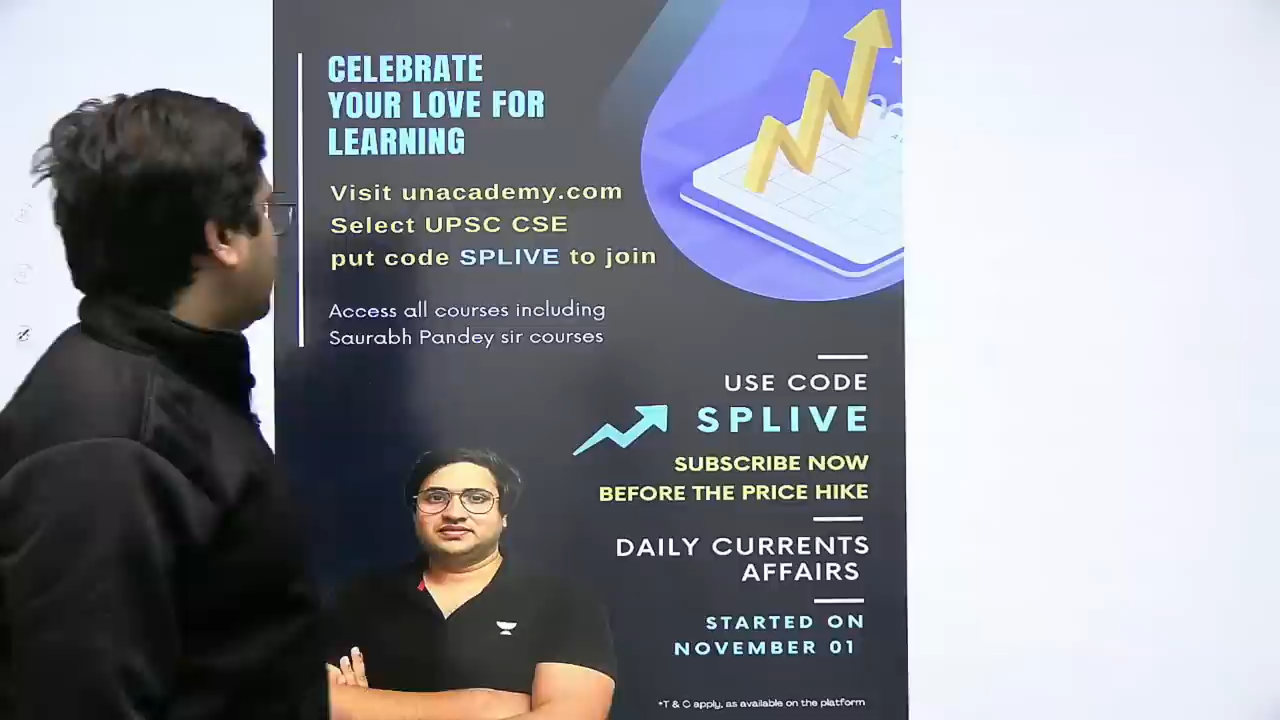 CELEBRATE
YOUR LOVE FOR
LEARNING
Visit unacademy.com
Select UPSC CSE
put code SPLIVE to join
Access all courses including
Saurabh Pandey sir courses
USE CODE
SPLIVE
SUBSCRIBE NOW
BEFORE THE PRICE HIKE
DAILY CURRENTS
AFFAIRS
STARTED ON
NOVEMBER 01
*T & C apply, as available on the platform